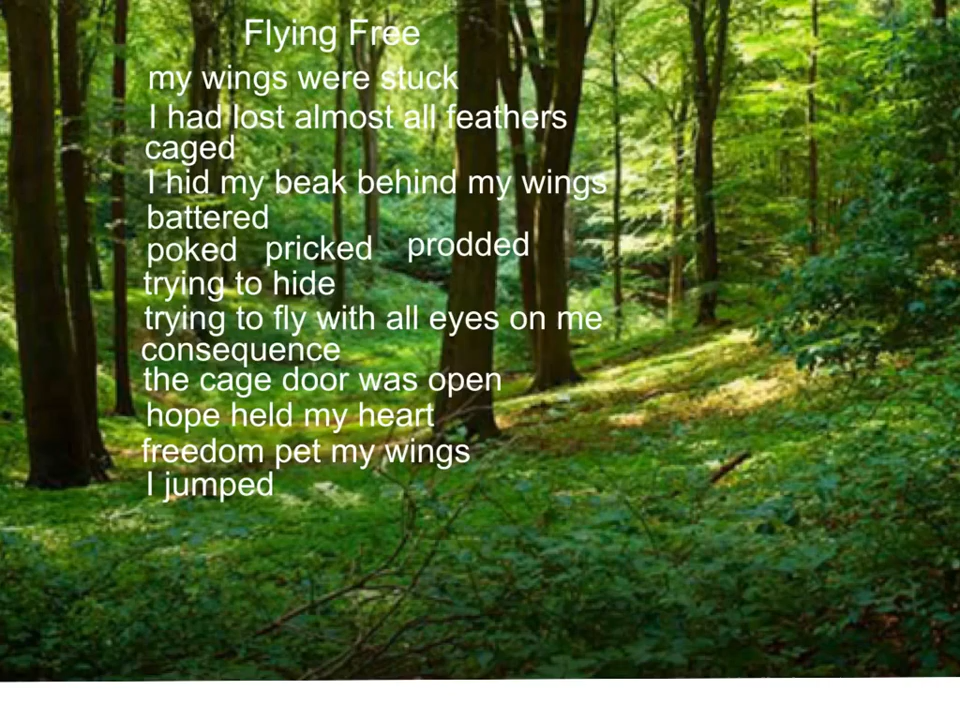 Flying Free
my wings were stuck
I had lost almost all feathers
caged
I hid my beak behind my wings
battered
poked pricked prodded
trying to hide
trying to fly with all eyes on me
consequence
the cage door was open
hope held my heart
freedom pet my wings
I jumped